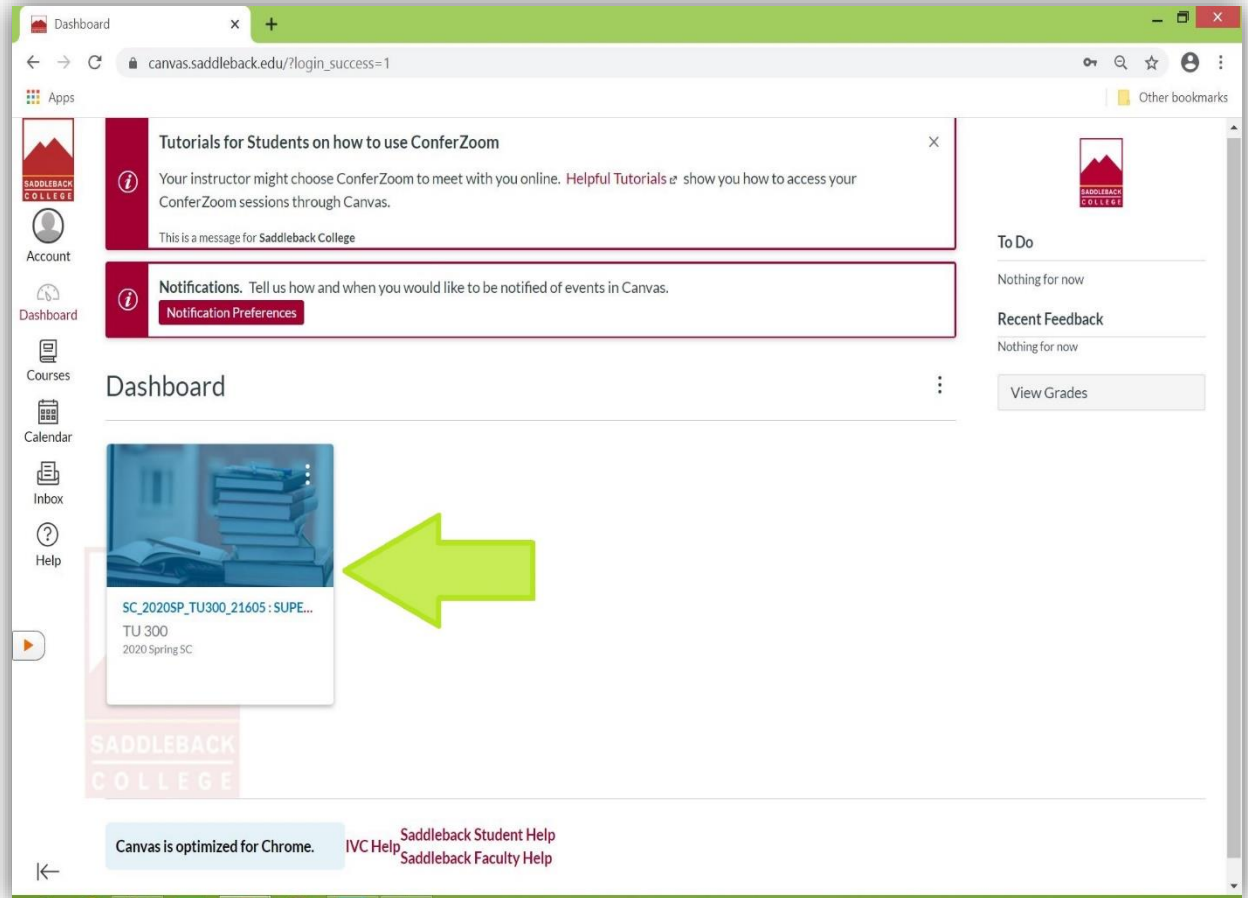 Dashboard
canvas.saddleback.edu/?login_success=1
Apps
Other bookmarks
SADDLEBACK
COLLEGE
Account
Dashboard
Courses
Calendar
Inbox
Help
Tutorials for Students on how to use ConferZoom
Your instructor might choose ConferZoom to meet with you online. Helpful Tutorials show you how to access your
ConferZoom sessions through Canvas.
This is a message for Saddleback College
Notifications. Tell us how and when you would like to be notified of events in Canvas.
Notification Preferences
Dashboard
SC_2020SP_TU300_21605 : SUPE...
TU 300
2020 Spring SC
SADDLEBACK
COLLEGE
Canvas is optimized for Chrome.
IVC Help
Saddleback Student Help
Saddleback Faculty Help
SADDLEBACK
COLLEGE
To Do
Nothing for now
Recent Feedback
Nothing for now
View Grades